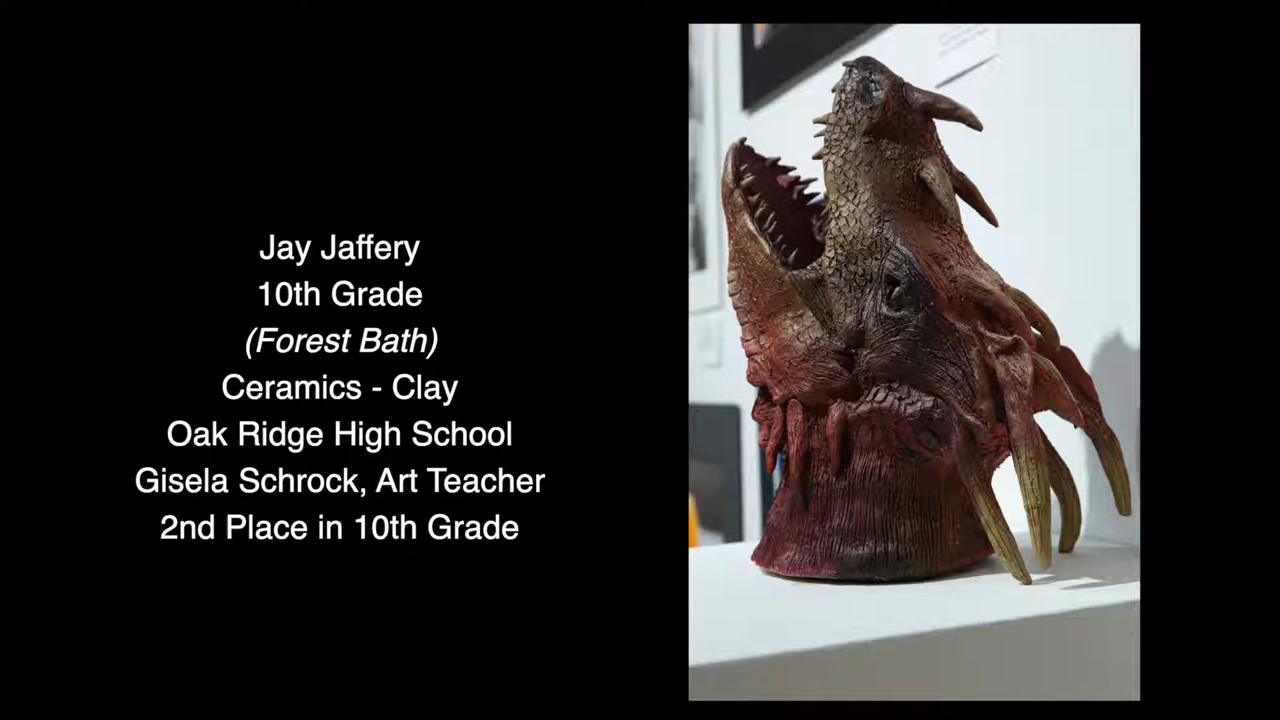 Jay Jaffery
10th Grade
(Forest Bath)
Ceramics - Clay
Oak Ridge High School
Gisela Schrock, Art Teacher
2nd Place in 10th Grade